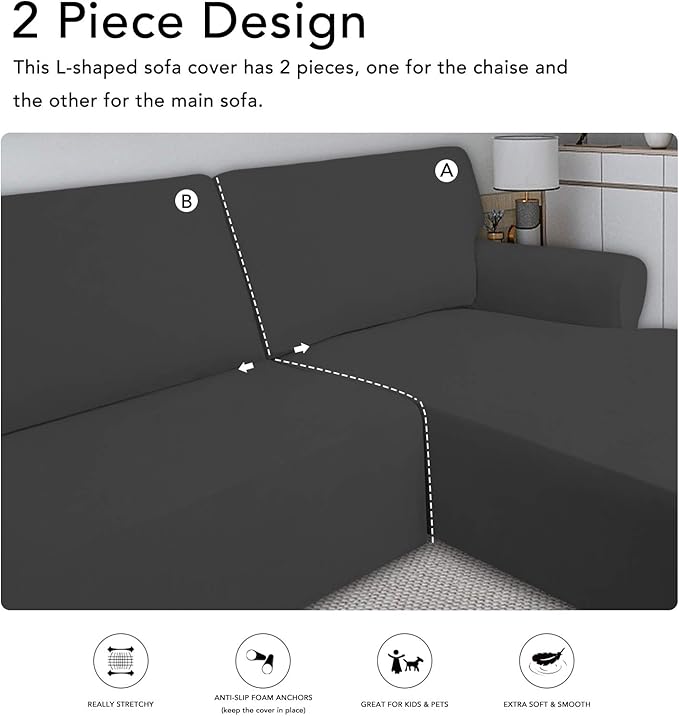 2 Piece Design
This L-shaped sofa cover has 2 pieces, one for the chaise and
the other for the main sofa.
A
B
REALLY STRETCHY
ANTI-SLIP FOAM ANCHORS
(keep the cover in place)
GREAT FOR KIDS & PETS
EXTRA SOFT & SMOOTH